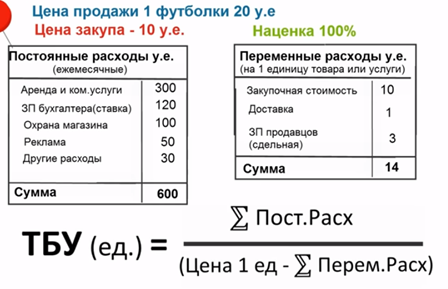 Цена продажи 1 футболки 20 у.е
Цена закупа - 10 у.е.
Наценка 100%
Постоянные расходы у.е.
(ежемесячные)
Аренда и ком.услуги 300
ЗП бухгалтера(ставка) 120
Охрана магазина 100
Реклама 50
Другие расходы 30
Сумма 600
Переменные расходы у.е.
(на 1 единицу товара или услуги)
Закупочная стоимость 10
Доставка 1
ЗП продавцов 3
(сдельная)
Сумма 14
ТБУ (ед.) =
∑ Пост.Расх
(Цена 1 ед - ∑ Перем.Расх)